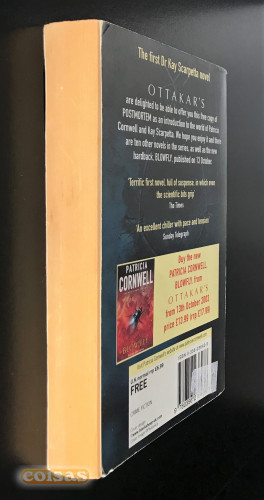 The first Dr Kay Scarpetta novel
OTTAKAR'S
are delighted to be able to offer you this free copy of
POSTMORTEM as an introduction to the world of Patricia
Cornwell and Kay Scarpetta. We hope you enjoy it and there
are ten other novels in the series, as well as the new
hardback, BLOWFLY, published on 13 October
'Terrific first novel, full of suspense, in which even
the scientific bits grip'
The Times
'An excellent chiller with pace and tension'
Sunday Telegraph
PATRICIA
CORNWELL
BLOWFLY
Buy the new
PATRICIA CORNWELL,
BLOWFLY, from
OTTAKAR'S
from 13th October 2003
price £13.99 (rrp £17.99)
FREE
CRIME FICTION
coisas